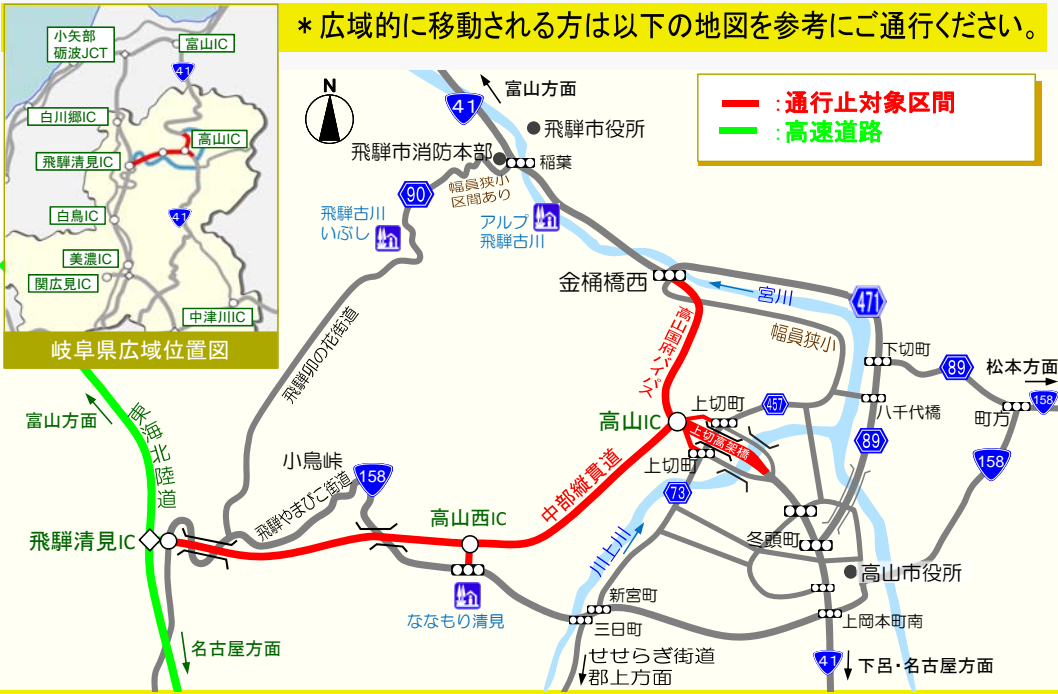 ＊広域的に移動される方は以下の地図を参考にご通行ください。
小矢部
砺波JCT
富山IC
41
白川郷IC
高山IC
飛騨清見IC
白鳥IC
41
美濃IC
関広見IC
中津川IC
岐阜県広域位置図
：通行止対象区間
：高速道路
N
41
富山方面
飛騨市役所
飛騨市消防本部
稲葉
幅員狭小
区間あり
90
飛騨古川
いぶし
アルプ
飛騨古川
金桶橋西
宮川
471
高山国府バイパス
幅員狭小
下切町
89
松本方面
158
飛騨卯の花街道
高山IC
上切町
457
八千代橋
町方
上切高架橋
89
上切町
158
富山方面
東海北陸道
小鳥峠
158
中部縦貫道
73
飛騨やまびこ街道
高山西IC
飛騨清見IC
川上川
冬頭町
高山市役所
ななもり清見
新宮町
三日町
上岡本町南
名古屋方面
せせらぎ街道
郡上方面
41
下呂・名古屋方面